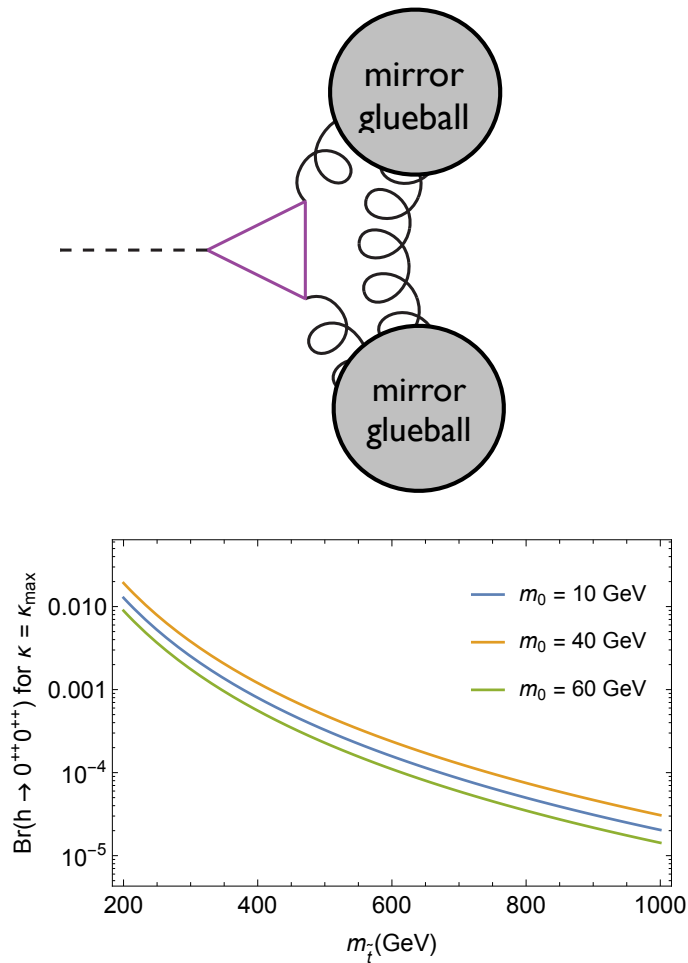 mirror
glueball
mirror
glueball
Br(h → 0⁺⁺0⁺⁺) for κ = κmax
0.010
0.001
10⁻⁴
10⁻⁵
m₀ = 10 GeV
m₀ = 40 GeV
m₀ = 60 GeV
200 400 600 800 1000
m_t̃(GeV)